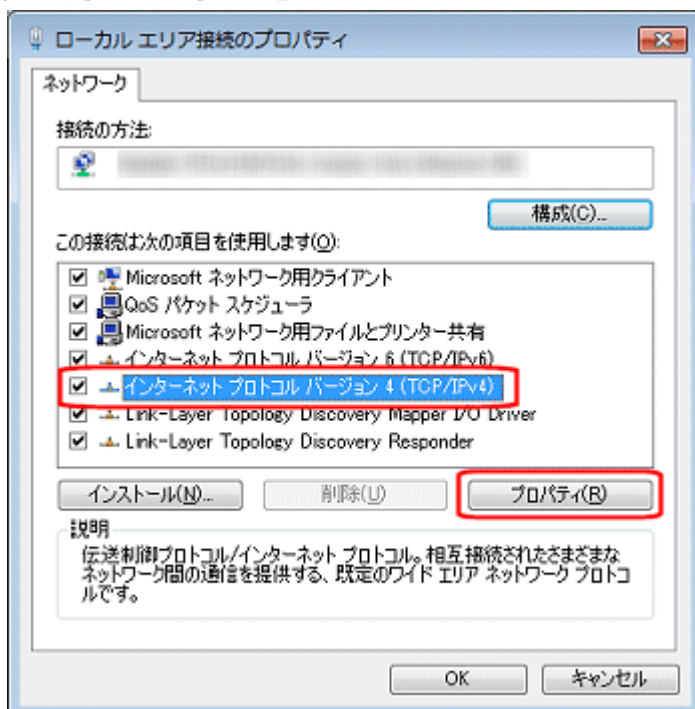 ローカル エリア接続のプロパティ
ネットワーク
接続の方法:
構成(C)...
この接続は次の項目を使用します(O):
Microsoft ネットワーク用クライアント
QoS パケット スケジューラ
Microsoft ネットワーク用ファイルとプリンター共有
インターネット プロトコル バージョン 6 (TCP/IPv6)
インターネット プロトコル バージョン 4 (TCP/IPv4)
Link-Layer Topology Discovery Mapper I/O Driver
Link-Layer Topology Discovery Responder
インストール(N)... 削除(U) プロパティ(R)
説明
伝送制御プロトコル/インターネット プロトコル。相互接続されたさまざまな
ネットワーク間の通信を提供する、既定のワイド エリア ネットワーク プロトコ
ルです。
OK キャンセル